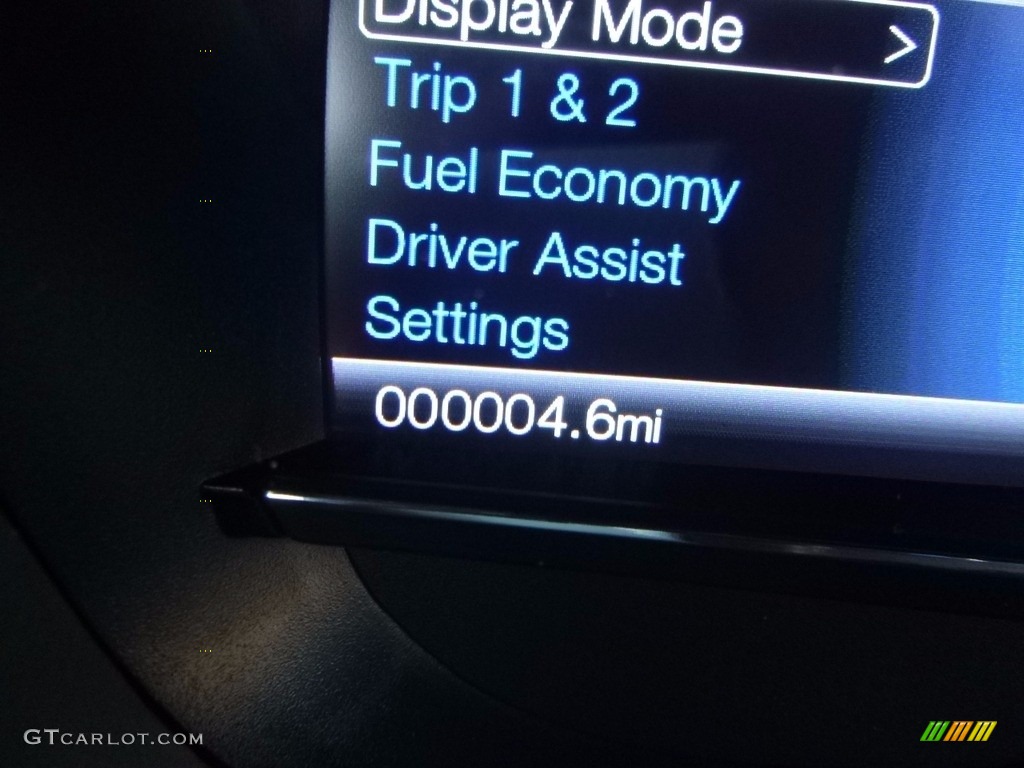 Display Mode >
Trip 1 & 2
Fuel Economy
Driver Assist
Settings
000004.6mi
GTCARLOT.COM